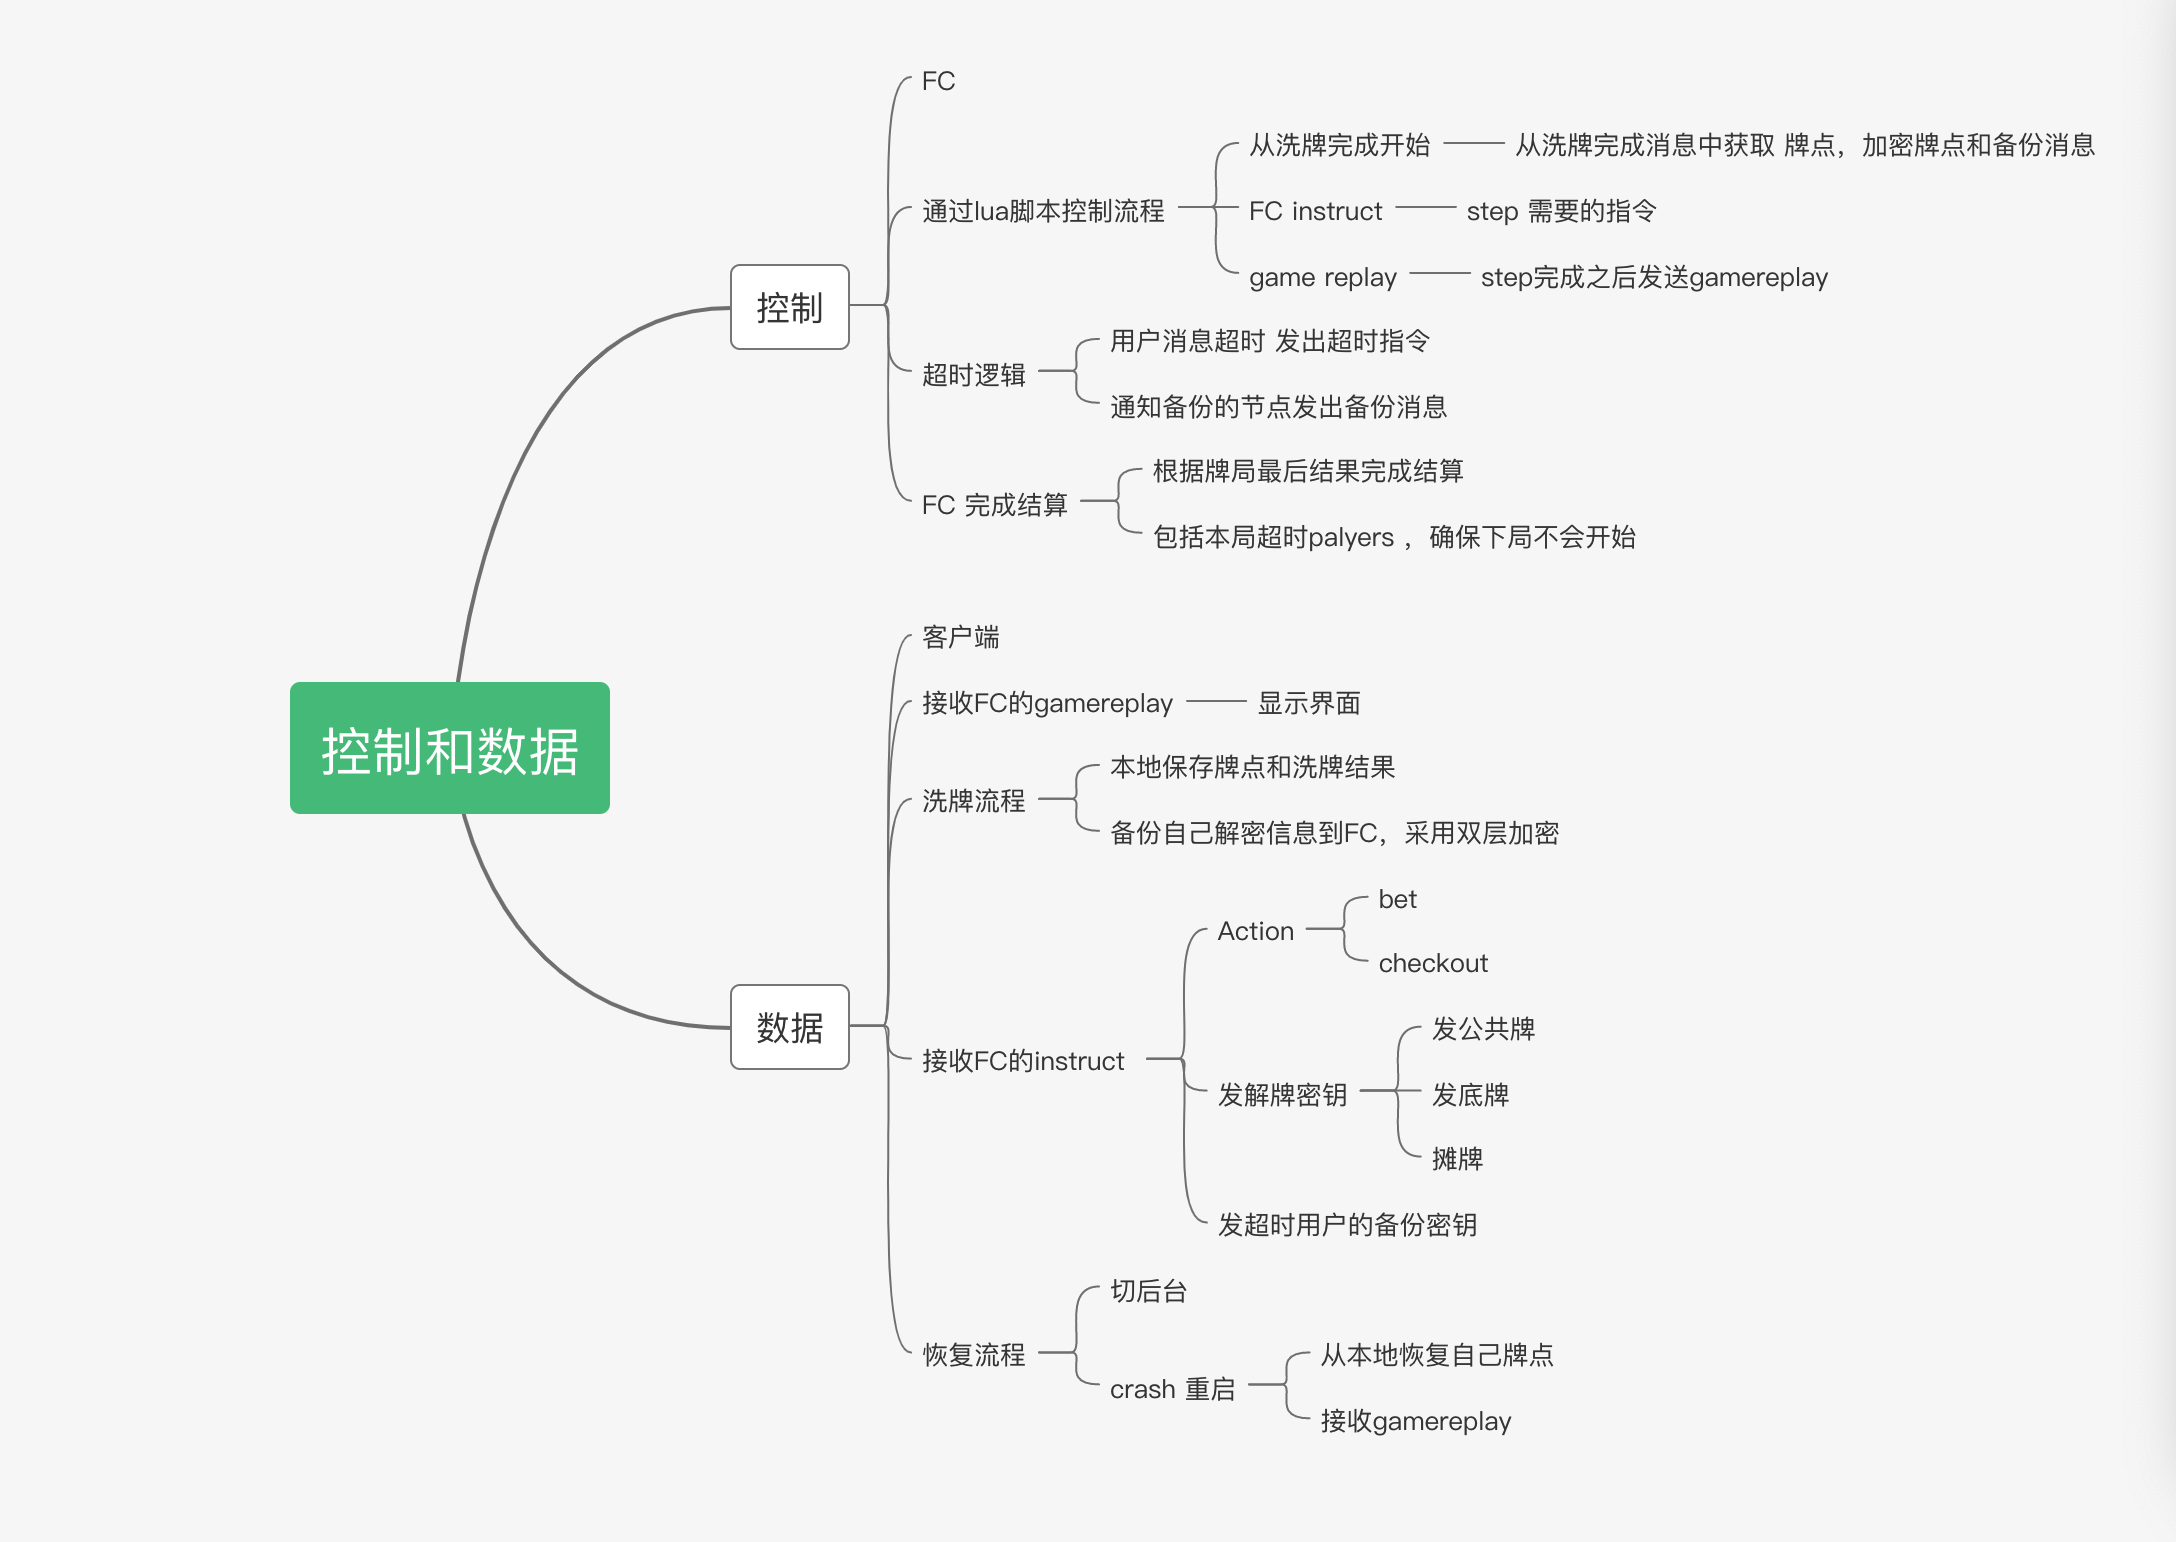 FC
从洗牌完成开始
从洗牌完成消息中获取 牌点，加密牌点和备份消息
通过lua脚本控制流程
FC instruct
step 需要的指令
game replay
step完成之后发送gamereplay
控制
用户消息超时 发出超时指令
超时逻辑
通知备份的节点发出备份消息
根据牌局最后结果完成结算
FC 完成结算
包括本局超时palyers ，确保下局不会开始
控制和数据
客户端
接收FC的gamereplay
显示界面
本地保存牌点和洗牌结果
洗牌流程
备份自己解密信息到FC，采用双层加密
bet
Action
checkout
数据
发公共牌
接收FC的instruct
发解牌密钥
发底牌
摊牌
发超时用户的备份密钥
切后台
恢复流程
从本地恢复自己牌点
crash 重启
接收gamereplay